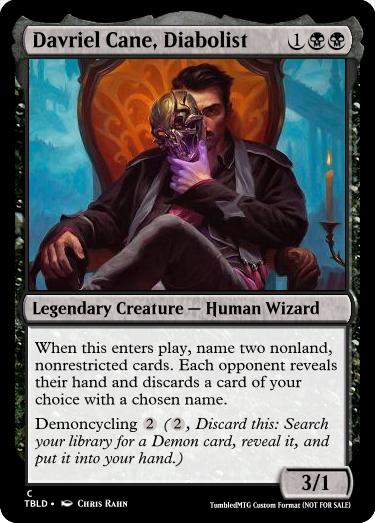 Davriel Cane, Diabolist 1
Legendary Creature — Human Wizard
When this enters play, name two nonland,
nonrestricted cards. Each opponent reveals
their hand and discards a card of your
choice with a chosen name.
Demoncycling 2 (2, Discard this: Search
your library for a Demon card, reveal it, and
put it into your hand.)
3/1
C
TBLD • Chris Rahn
TumbledMTG Custom Format (NOT FOR SALE)